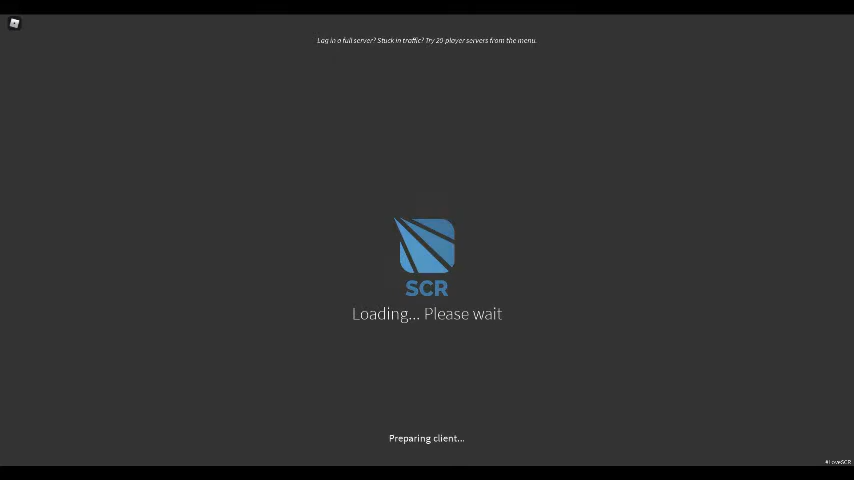 Lag in a full server? Stuck in traffic? Try 20 player servers from the menu.
SCR
Loading... Please wait
Preparing client...
#LoveSCR